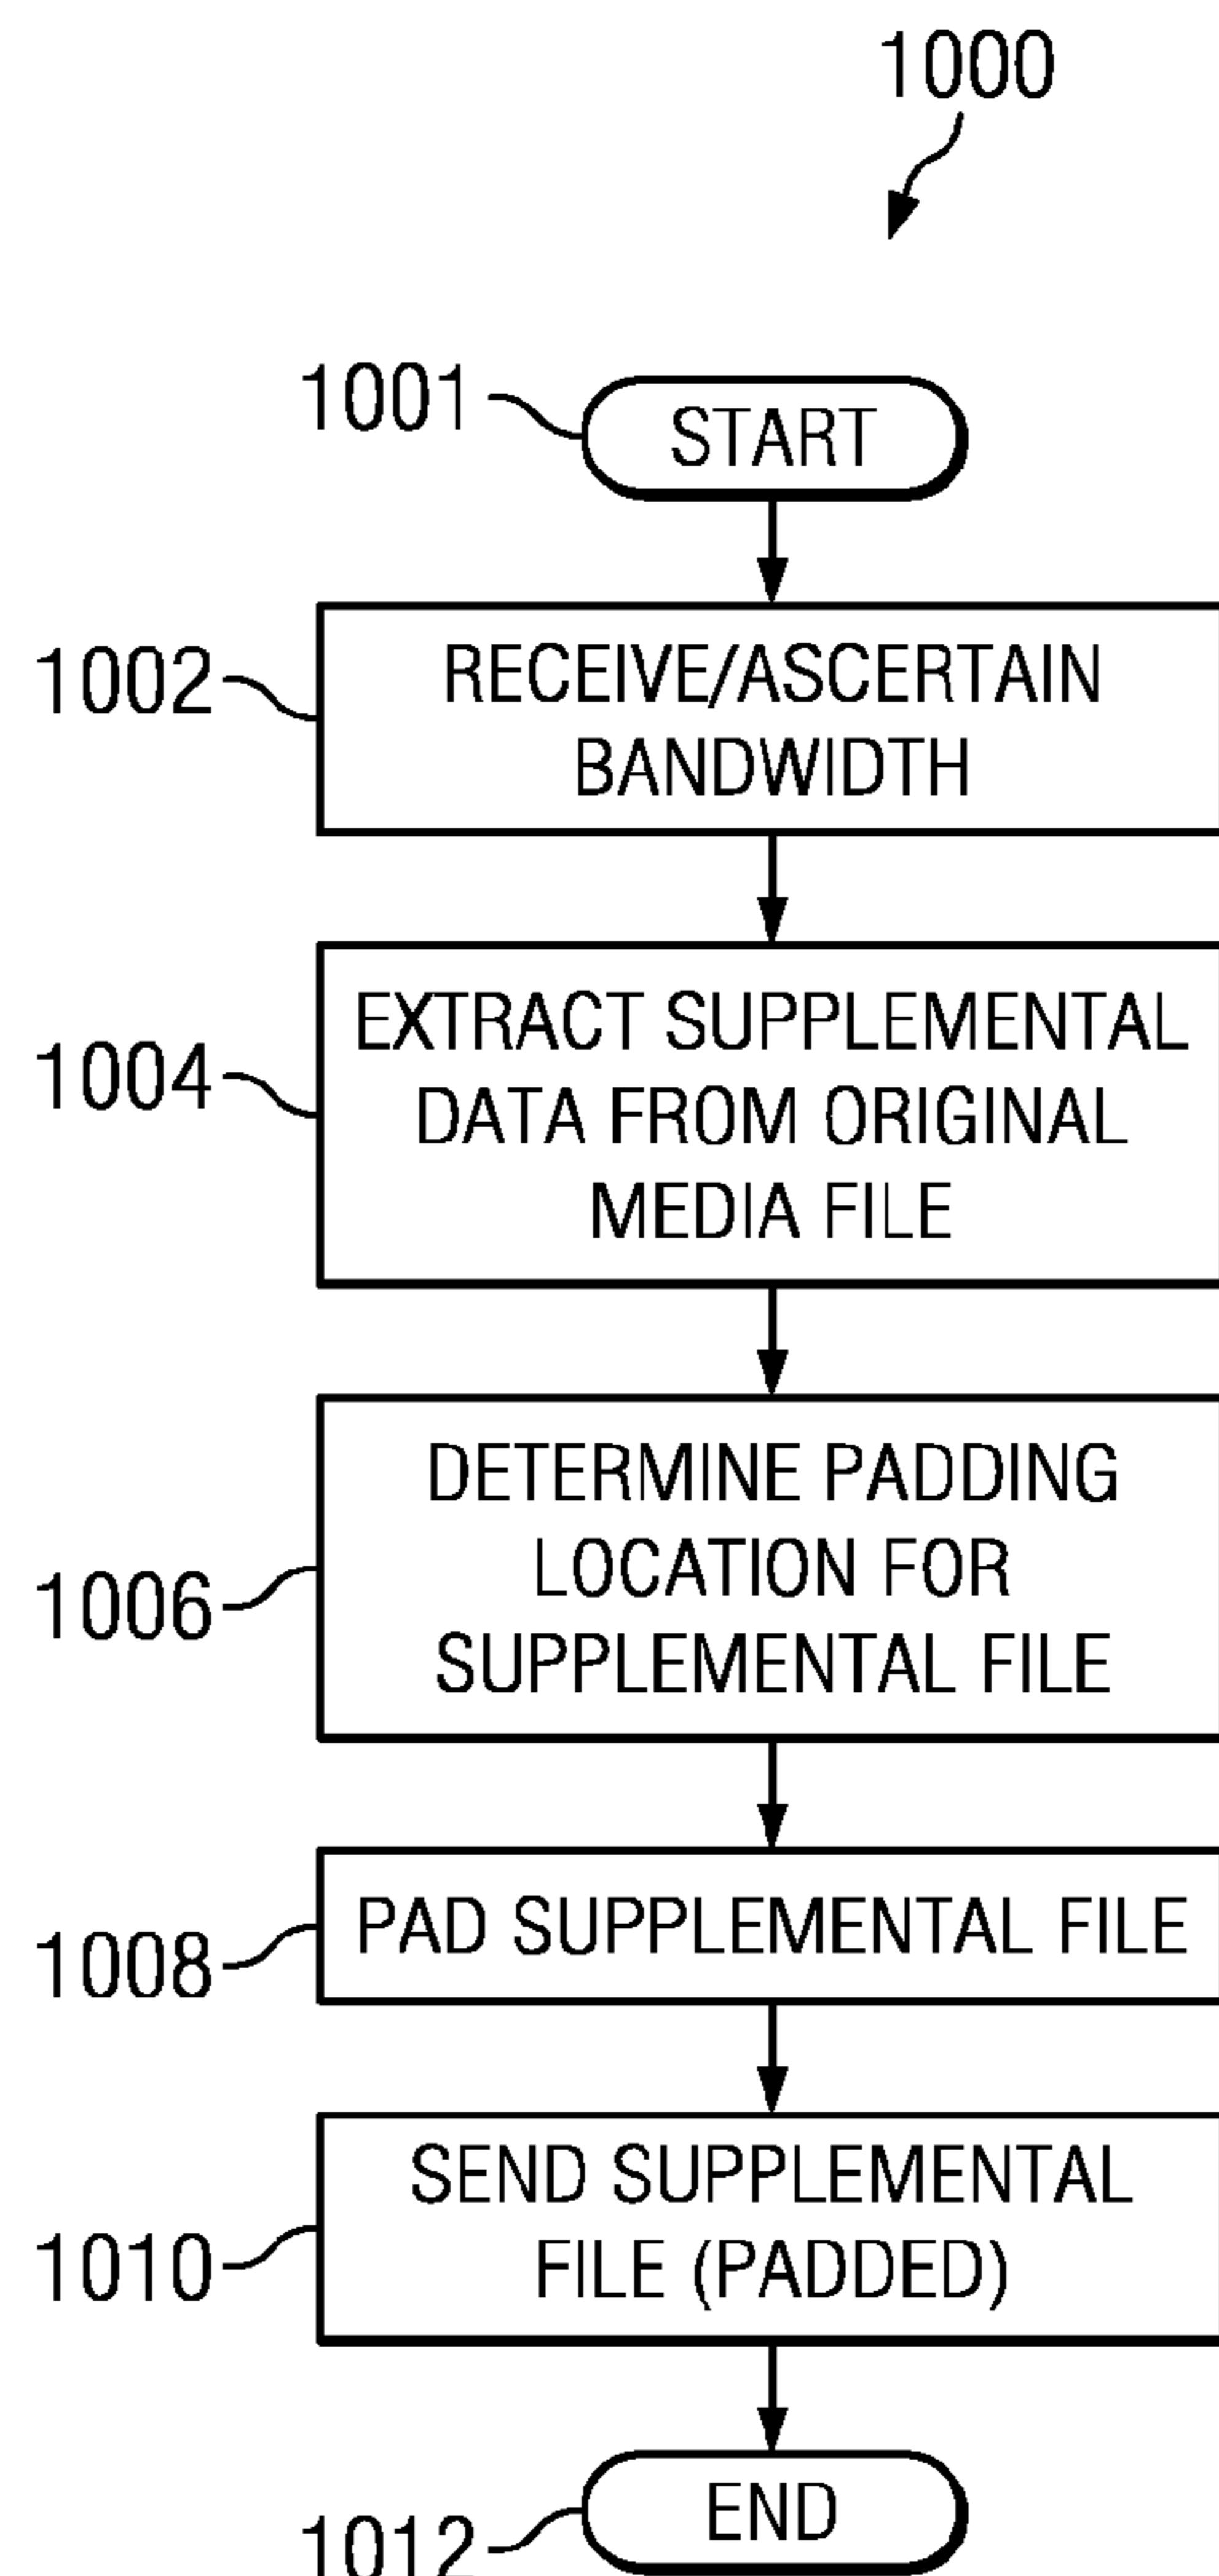 1000
1001
START
1002
RECEIVE/ASCERTAIN
BANDWIDTH
1004
EXTRACT SUPPLEMENTAL
DATA FROM ORIGINAL
MEDIA FILE
1006
DETERMINE PADDING
LOCATION FOR
SUPPLEMENTAL FILE
1008
PAD SUPPLEMENTAL FILE
1010
SEND SUPPLEMENTAL
FILE (PADDED)
1012
END